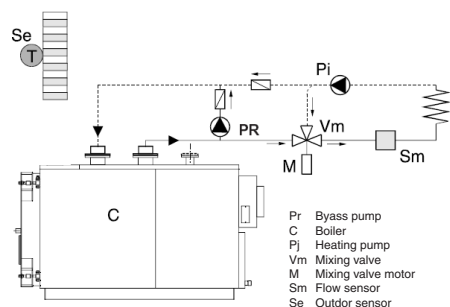 Se
T
Pi
PR
Vm
M
Sm
C
Pr Byass pump
C Boiler
Pj Heating pump
Vm Mixing valve
M Mixing valve motor
Sm Flow sensor
Se Outdor sensor